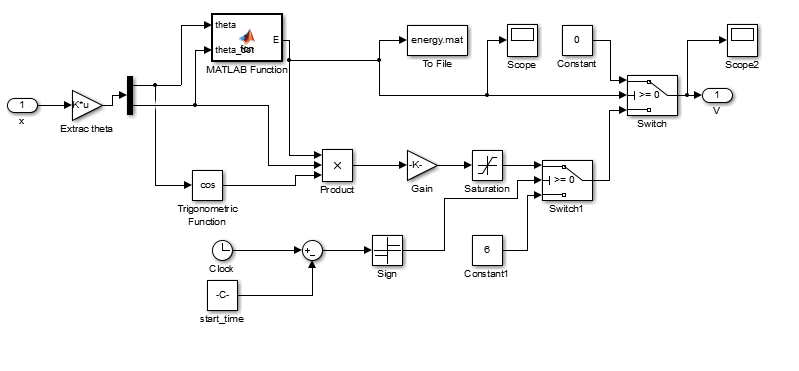 theta
theta_dot
fcn
E
MATLAB Function
energy.mat
To File
Scope
0
Constant
Scope2
>= 0
Switch
1
V
1
x
K*u
Extrac theta
cos
Trigonometric
Function
×
Product
-K-
Gain
Saturation
>= 0
Switch1
Clock
+
_
Sign
6
Constant1
-C-
start_time